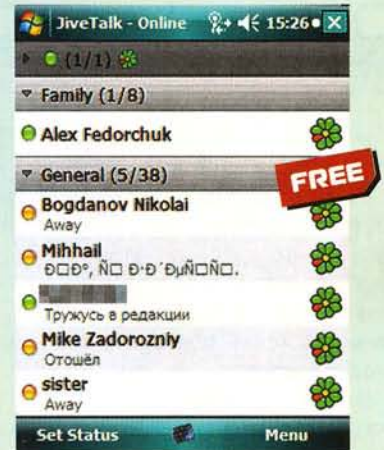 JiveTalk - Online 15:26
(1/1)
Family (1/8)
Alex Fedorchuk
General (5/38)
FREE
Bogdanov Nikolai
Away
Mihhail
Ð□Ð°, Ñ□ Ð·Ð´ÐµÑ□Ñ□.
Тружусь в редакции
Mike Zadorozniy
Отошёл
sister
Away
Set Status Menu